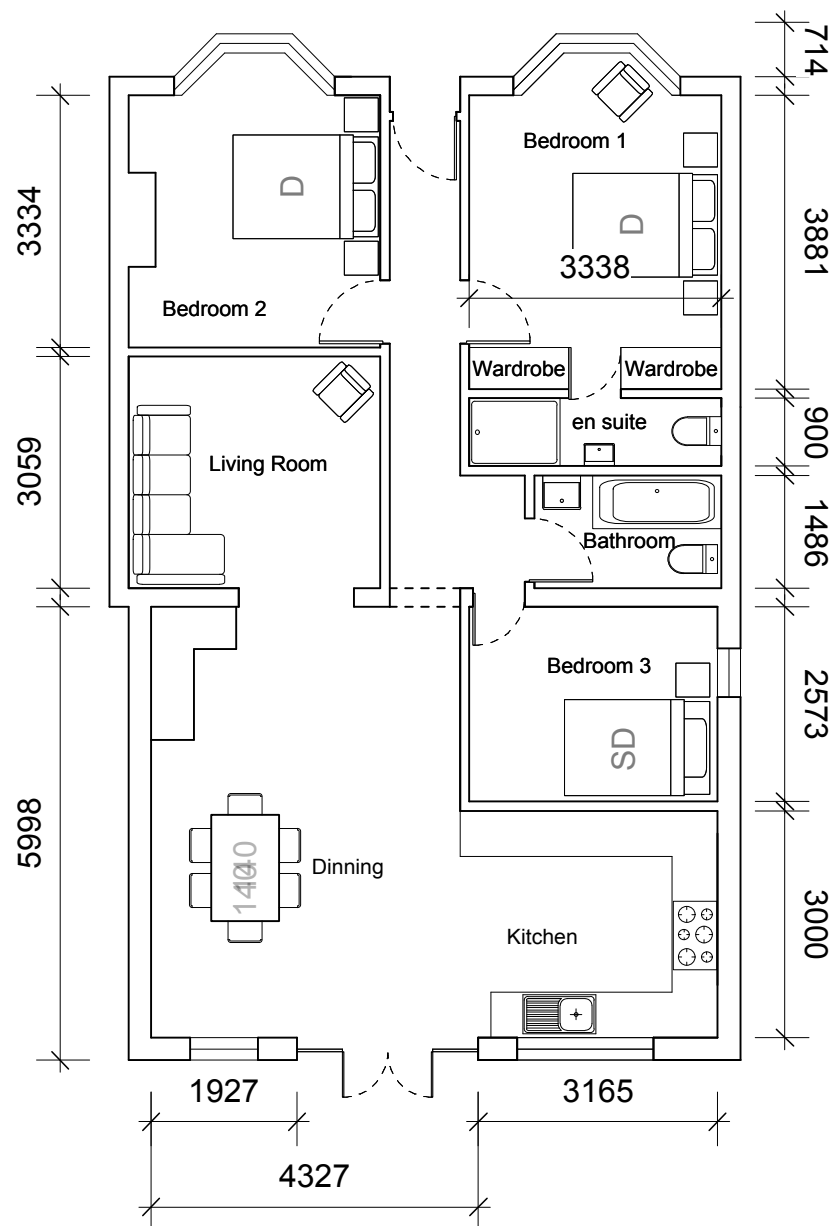 714
Bedroom 1
D
D
3334
3881
3338
Bedroom 2
Wardrobe
Wardrobe
en suite
900
Living Room
3059
1486
Bathroom
Bedroom 3
2573
SD
5998
Dinning
3000
Kitchen
1927
3165
4327